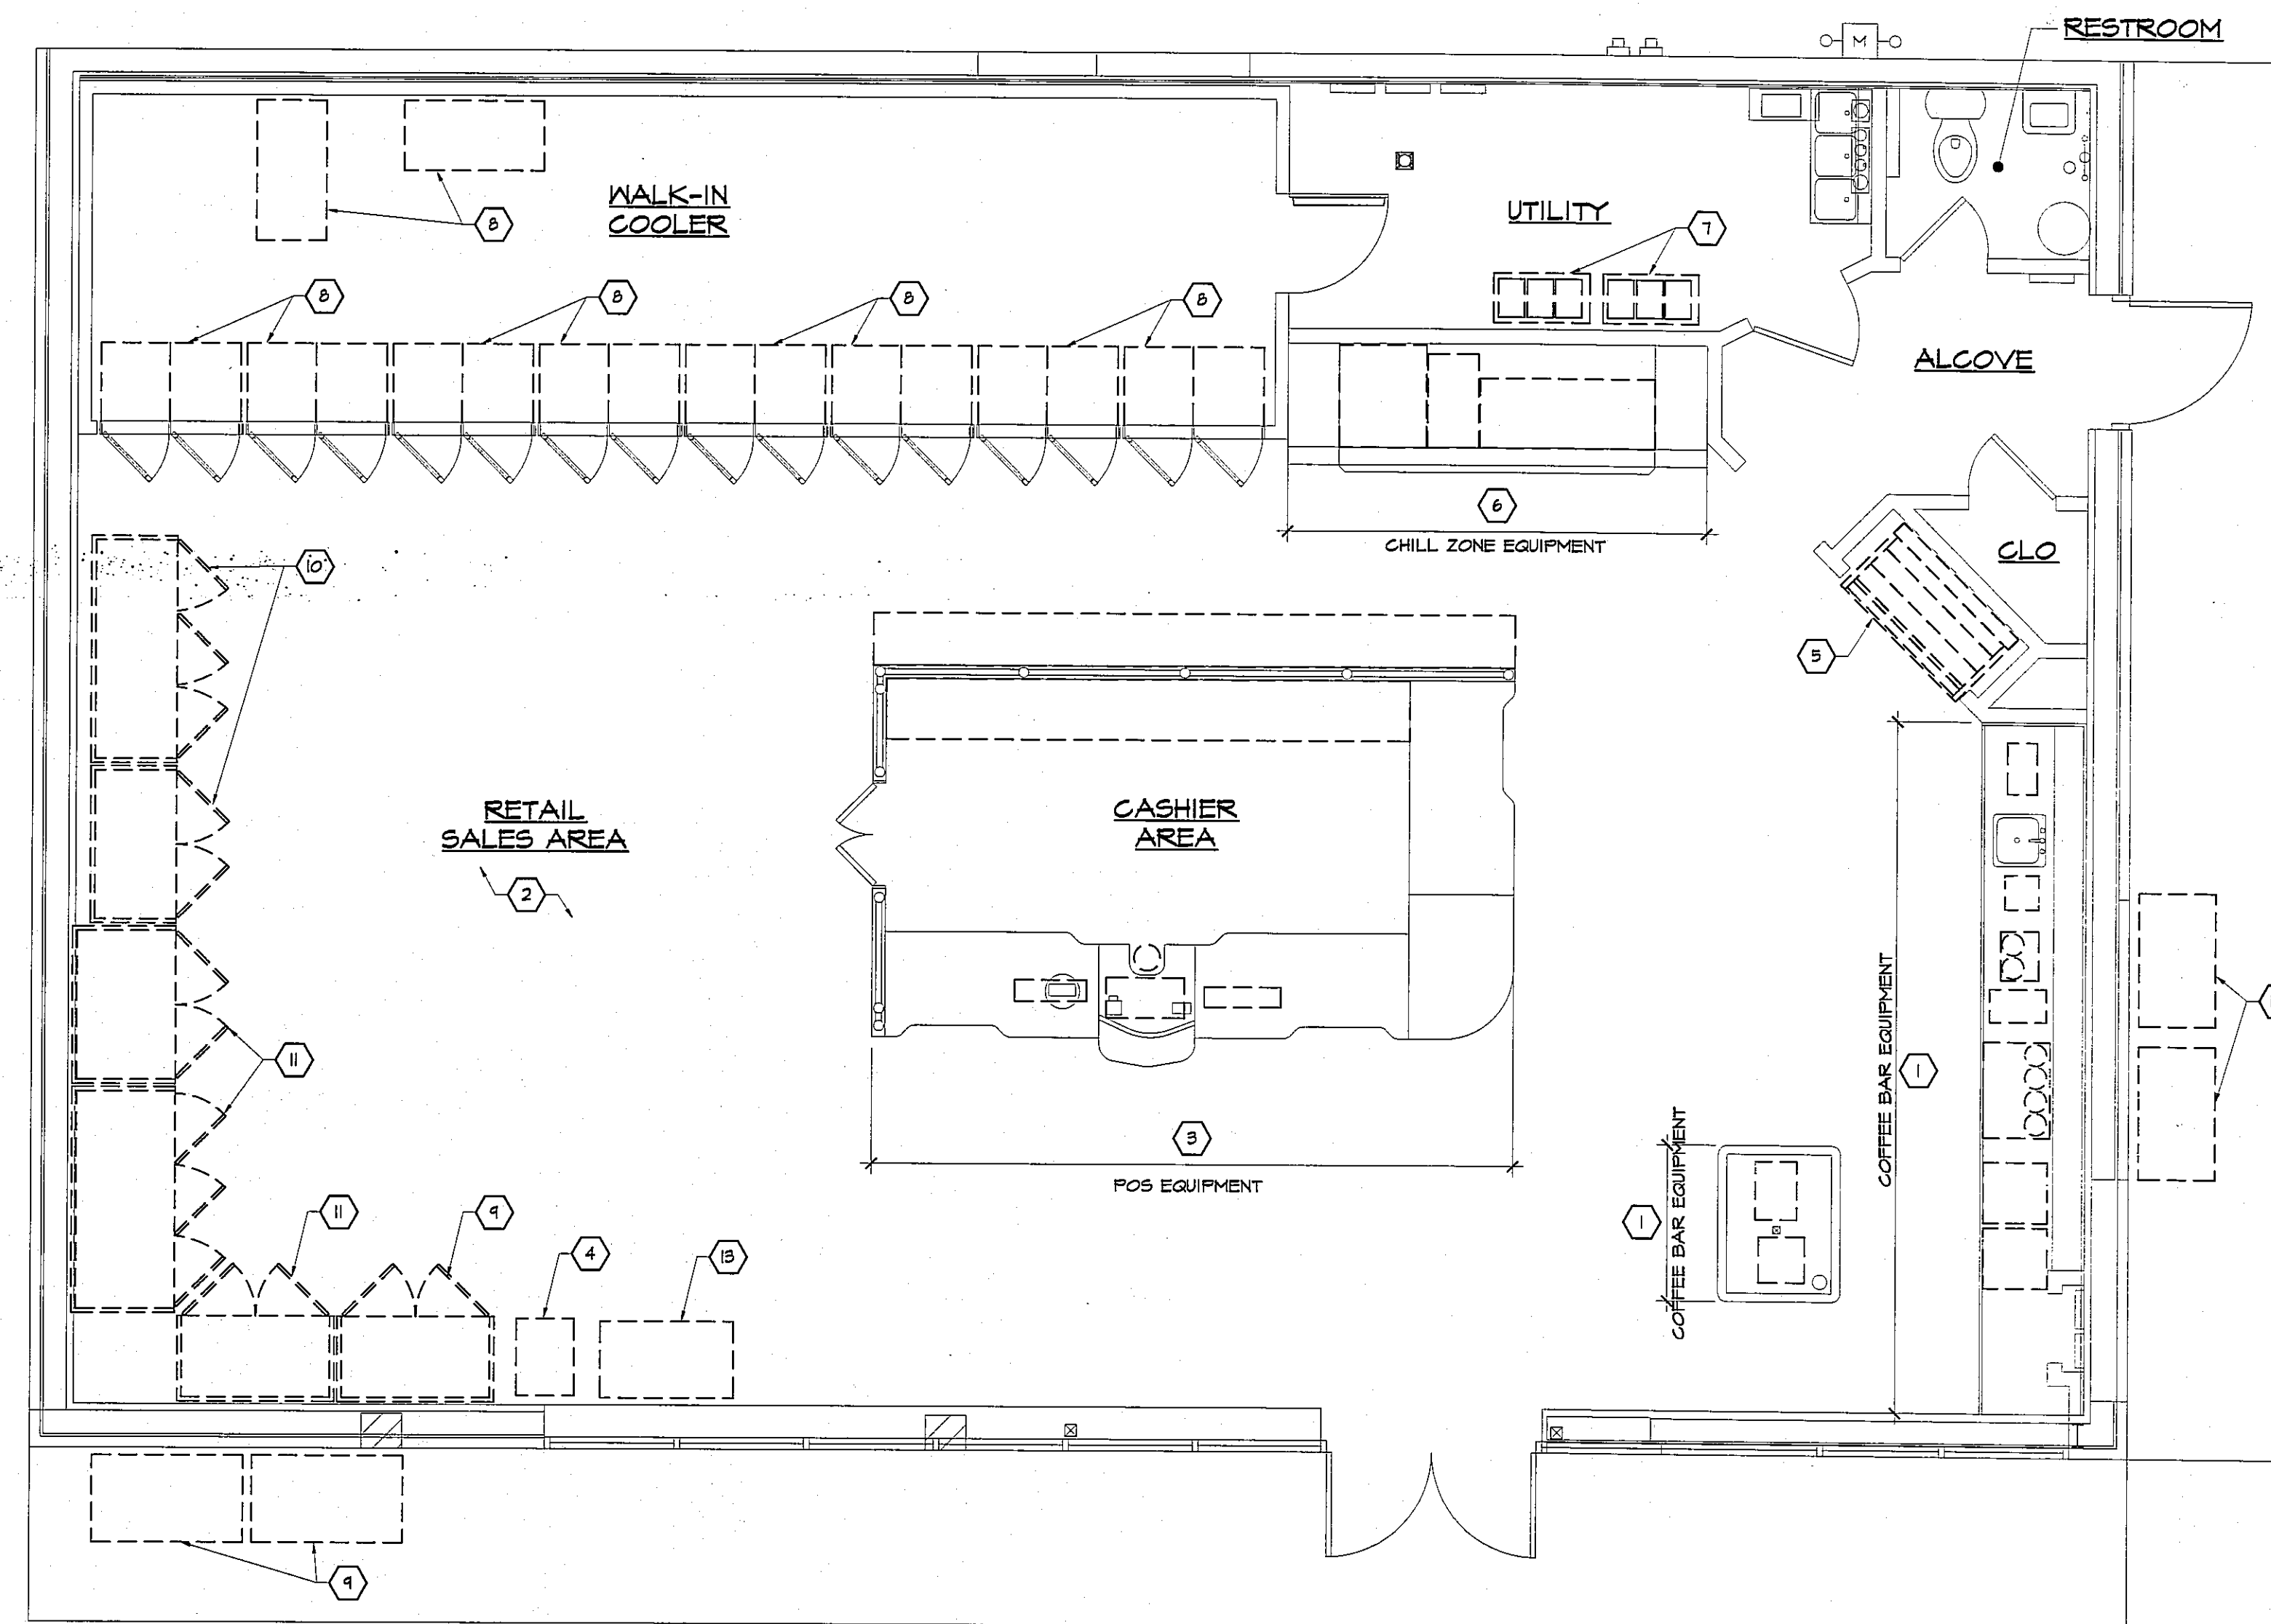 RESTROOM
M
WALK-IN
COOLER
8
UTILITY
7
8
8
8
8
ALCOVE
6
CHILL ZONE EQUIPMENT
CLO
10
5
RETAIL
SALES AREA
2
CASHIER
AREA
COFFEE BAR EQUIPMENT
1
11
3
POS EQUIPMENT
COFFEE BAR EQUIPMENT
1
11
9
4
13
9